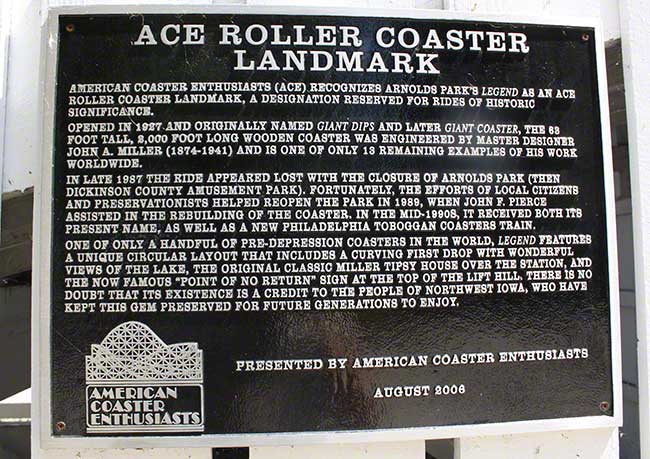 ACE ROLLER COASTER
LANDMARK
AMERICAN COASTER ENTHUSIASTS (ACE) RECOGNIZES ARNOLDS PARK'S LEGEND AS AN ACE
ROLLER COASTER LANDMARK, A DESIGNATION RESERVED FOR RIDES OF HISTORIC
SIGNIFICANCE.
OPENED IN 1927 AND ORIGINALLY NAMED GIANT DIPS AND LATER GIANT COASTER, THE 63
FOOT TALL, 2,000 FOOT LONG WOODEN COASTER WAS ENGINEERED BY MASTER DESIGNER
JOHN A. MILLER (1874-1941) AND IS ONE OF ONLY 13 REMAINING EXAMPLES OF HIS WORK
WORLDWIDE.
IN LATE 1987 THE RIDE APPEARED LOST WITH THE CLOSURE OF ARNOLDS PARK (THEN
DICKINSON COUNTY AMUSEMENT PARK). FORTUNATELY, THE EFFORTS OF LOCAL CITIZENS
AND PRESERVATIONISTS HELPED REOPEN THE PARK IN 1989, WHEN JOHN F. PIERCE
ASSISTED IN THE REBUILDING OF THE COASTER. IN THE MID-1990S, IT RECEIVED BOTH ITS
PRESENT NAME, AS WELL AS A NEW PHILADELPHIA TOBOGGAN COASTERS TRAIN.
ONE OF ONLY A HANDFUL OF PRE-DEPRESSION COASTERS IN THE WORLD, LEGEND FEATURES
A UNIQUE CIRCULAR LAYOUT THAT INCLUDES A CURVING FIRST DROP WITH WONDERFUL
VIEWS OF THE LAKE, THE ORIGINAL CLASSIC MILLER TIPSY HOUSE OVER THE STATION, AND
THE NOW FAMOUS "POINT OF NO RETURN" SIGN AT THE TOP OF THE LIFT HILL. THERE IS NO
DOUBT THAT ITS EXISTENCE IS A CREDIT TO THE PEOPLE OF NORTHWEST IOWA, WHO HAVE
KEPT THIS GEM PRESERVED FOR FUTURE GENERATIONS TO ENJOY.
PRESENTED BY AMERICAN COASTER ENTHUSIASTS
AUGUST 2006
AMERICAN
COASTER
ENTHUSIASTS